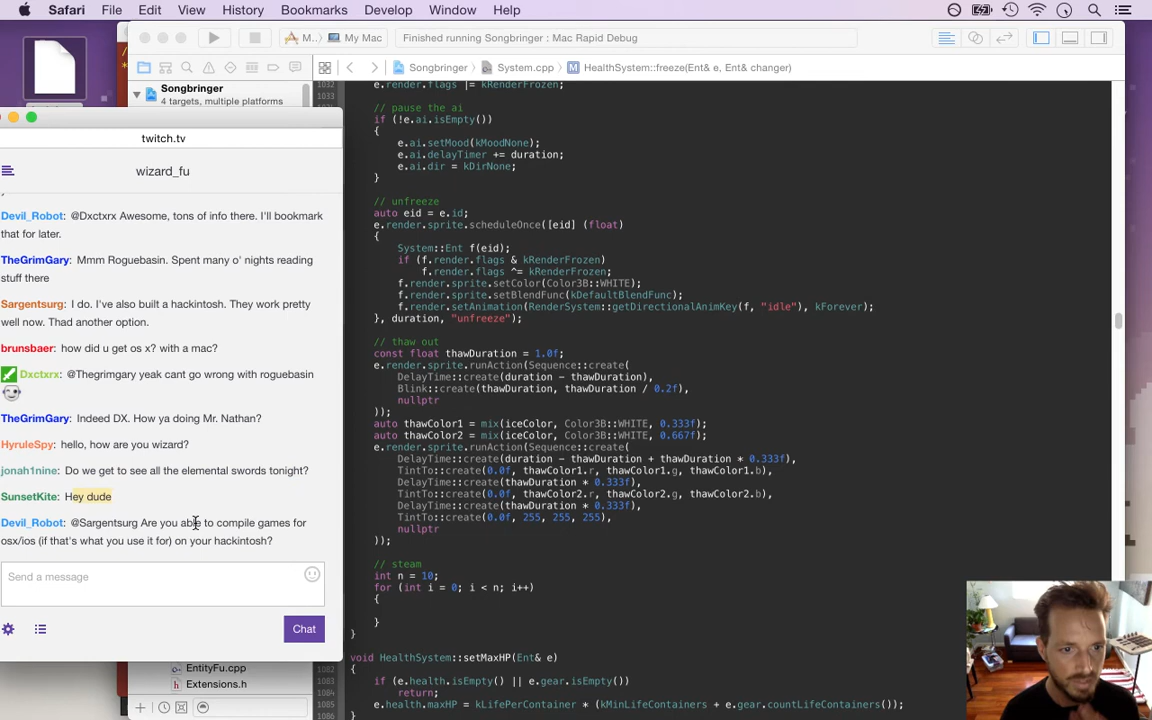 Safari File Edit View History Bookmarks Develop Window Help
M.. My Mac Finished running Songbringer : Mac Rapid Debug
Songbringer System.cpp M HealthSystem::freeze(Ent& e, Ent& changer)
Songbringer
4 targets, multiple platforms
twitch.tv
wizard_fu
Devil_Robot: @Dxctxrx Awesome, tons of info there. I'll bookmark
that for later.
TheGrimGary: Mmm Roguebasin. Spent many o' nights reading
stuff there
Sargentsurg: I do. I've also built a hackintosh. They work pretty
well now. Thad another option.
brunsbaer: how did u get os x? with a mac?
Dxctxrx: @Thegrimgary yeak cant go wrong with roguebasin
TheGrimGary: Indeed DX. How ya doing Mr. Nathan?
HyruleSpy: hello, how are you wizard?
jonah1nine: Do we get to see all the elemental swords tonight?
SunsetKite: Hey dude
Devil_Robot: @Sargentsurg Are you able to compile games for
osx/ios (if that's what you use it for) on your hackintosh?
Send a message
Chat
EntityFu.cpp
Extensions.h
1032 e.render.flags |= kRenderFrozen;
1033
// pause the ai
if (!e.ai.isEmpty())
{
e.ai.setMood(kMoodNone);
e.ai.delayTimer += duration;
e.ai.dir = kDirNone;
}
// unfreeze
auto eid = e.id;
e.render.sprite.scheduleOnce([eid] (float)
{
System::Ent f(eid);
if (f.render.flags & kRenderFrozen)
f.render.flags ^= kRenderFrozen;
f.render.sprite.setColor(Color3B::WHITE);
f.render.sprite.setBlendFunc(kDefaultBlendFunc);
f.render.setAnimation(RenderSystem::getDirectionalAnimKey(f, "idle"), kForever);
}, duration, "unfreeze");
// thaw out
const float thawDuration = 1.0f;
e.render.sprite.runAction(Sequence::create(
DelayTime::create(duration - thawDuration),
Blink::create(thawDuration, thawDuration / 0.2f),
nullptr
));
auto thawColor1 = mix(iceColor, Color3B::WHITE, 0.333f);
auto thawColor2 = mix(iceColor, Color3B::WHITE, 0.667f);
e.render.sprite.runAction(Sequence::create(
DelayTime::create(duration - thawDuration + thawDuration * 0.333f),
TintTo::create(0.0f, thawColor1.r, thawColor1.g, thawColor1.b),
DelayTime::create(thawDuration * 0.333f),
TintTo::create(0.0f, thawColor2.r, thawColor2.g, thawColor2.b),
DelayTime::create(thawDuration * 0.333f),
TintTo::create(0.0f, 255, 255, 255),
nullptr
));
// steam
int n = 10;
for (int i = 0; i < n; i++)
{
}
}
void HealthSystem::setMaxHP(Ent& e)
1082 {
1083 if (e.health.isEmpty() || e.gear.isEmpty())
1084 return;
1085 e.health.maxHP = kLifePerContainer * (kMinLifeContainers + e.gear.countLifeContainers());
1086 }